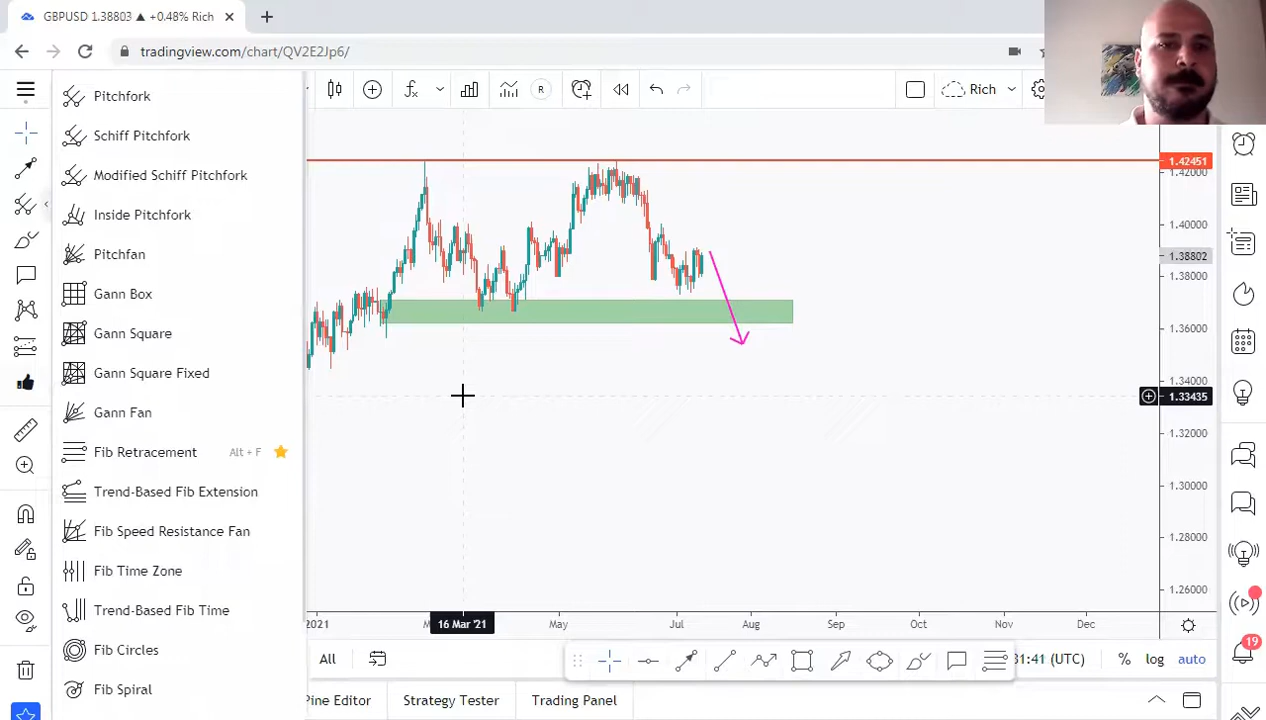 GBPUSD 1.38803 ▲ +0.48% Rich
tradingview.com/chart/QV2E2Jp6/
R
Rich
Pitchfork
Schiff Pitchfork
Modified Schiff Pitchfork
Inside Pitchfork
Pitchfan
Gann Box
Gann Square
Gann Square Fixed
Gann Fan
Fib Retracement Alt + F
Trend-Based Fib Extension
Fib Speed Resistance Fan
Fib Time Zone
Trend-Based Fib Time
Fib Circles
Fib Spiral
1.42451
1.42000
1.40000
1.38802
1.38000
1.36000
1.34000
1.33435
1.32000
1.30000
1.28000
1.26000
2021
16 Mar '21
May
Jul
Aug
Sep
Oct
Nov
Dec
All
31:41 (UTC)
%
log
auto
19
Pine Editor
Strategy Tester
Trading Panel